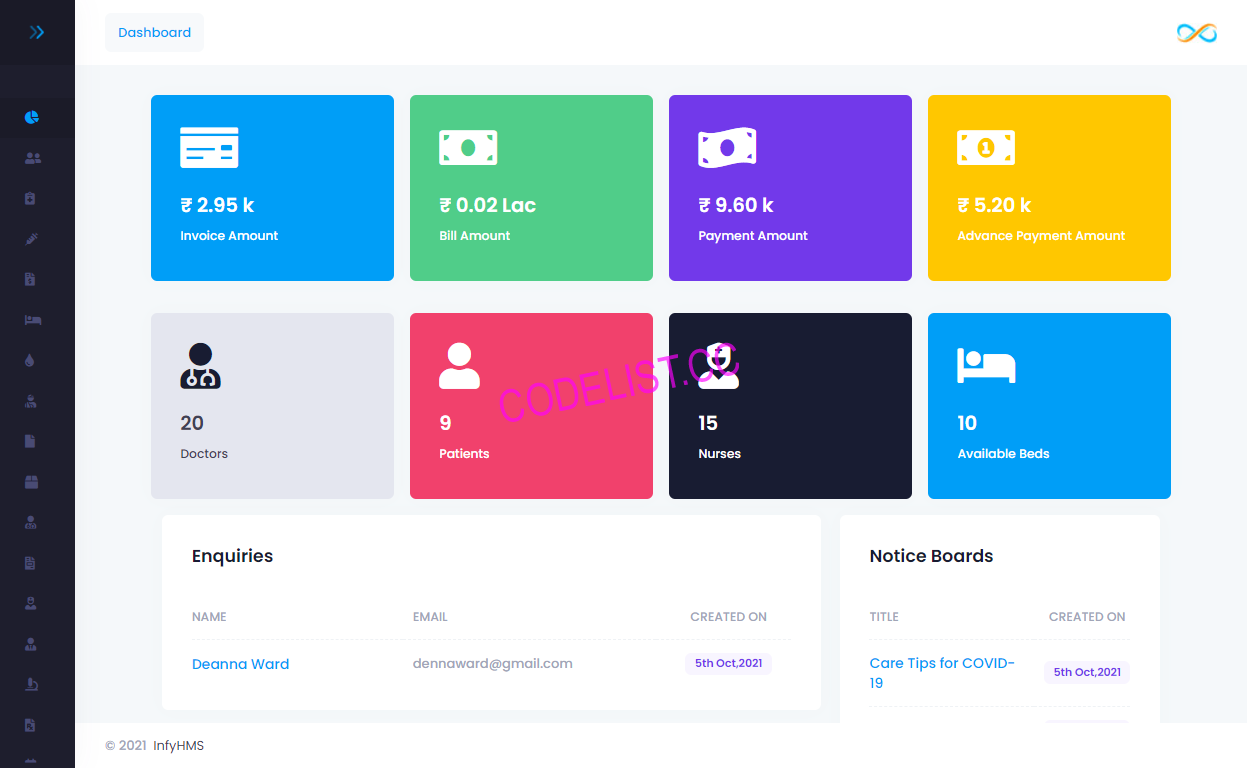 Dashboard
₹ 2.95 k
Invoice Amount
₹ 0.02 Lac
Bill Amount
₹ 9.60 k
Payment Amount
1
₹ 5.20 k
Advance Payment Amount
20
Doctors
9
Patients
15
Nurses
10
Available Beds
CODELIST.CC
Enquiries
NAME EMAIL CREATED ON
Deanna Ward dennaward@gmail.com 5th Oct,2021
Notice Boards
TITLE CREATED ON
Care Tips for COVID-
19
5th Oct,2021
© 2021 InfyHMS